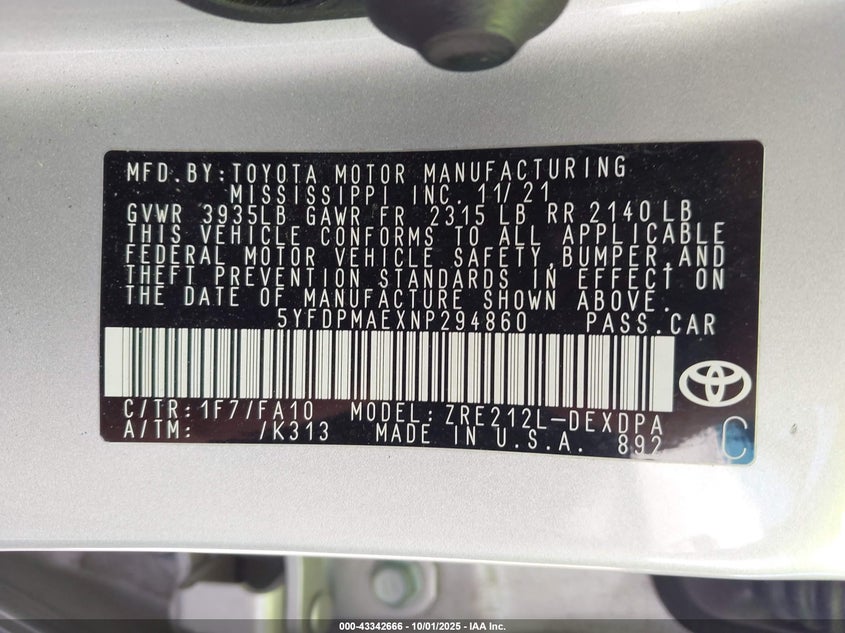 MFD.BY:TOYOTA MOTOR MANUFACTURING
MISSISSIPPI INC. 11/21
GVWR 3935LB GAWR FR 2315 LB RR 2140LB
THIS VEHICLE CONFORMS TO ALL APPLICABLE
FEDERAL MOTOR VEHICLE SAFETY,BUMPER,AND
THEFT PREVENTION STANDARDS IN EFFECT ON
THE DATE OF MANUFACTURE SHOWN ABOVE.
5YFDPMAEXNP294860 PASS.CAR
C/TR:1F7/FA10 MODEL:ZRE212L-DEXDPA
A/TM: /K313 MADE IN U.S.A. 892 C
000-43342666 - 10/01/2025 - IAA Inc.